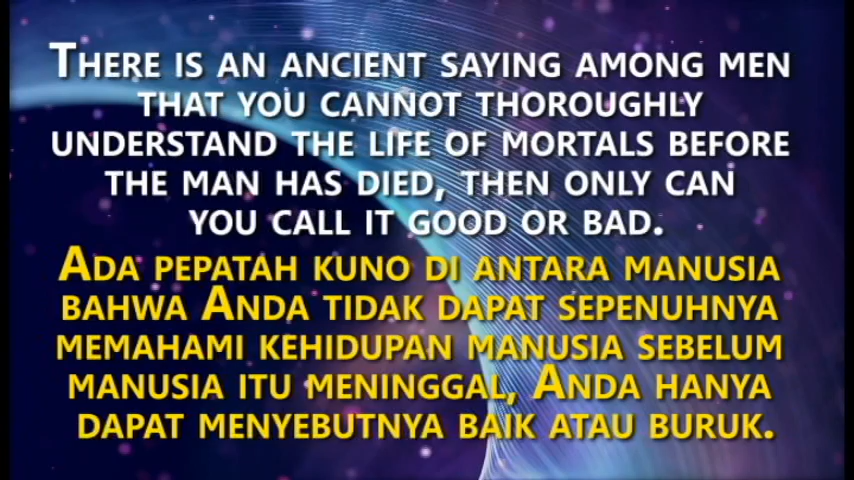 THERE IS AN ANCIENT SAYING AMONG MEN
THAT YOU CANNOT THOROUGHLY
UNDERSTAND THE LIFE OF MORTALS BEFORE
THE MAN HAS DIED, THEN ONLY CAN
YOU CALL IT GOOD OR BAD.
ADA PEPATAH KUNO DI ANTARA MANUSIA
BAHWA ANDA TIDAK DAPAT SEPENUHNYA
MEMAHAMI KEHIDUPAN MANUSIA SEBELUM
MANUSIA ITU MENINGGAL, ANDA HANYA
DAPAT MENYEBUTNYA BAIK ATAU BURUK.